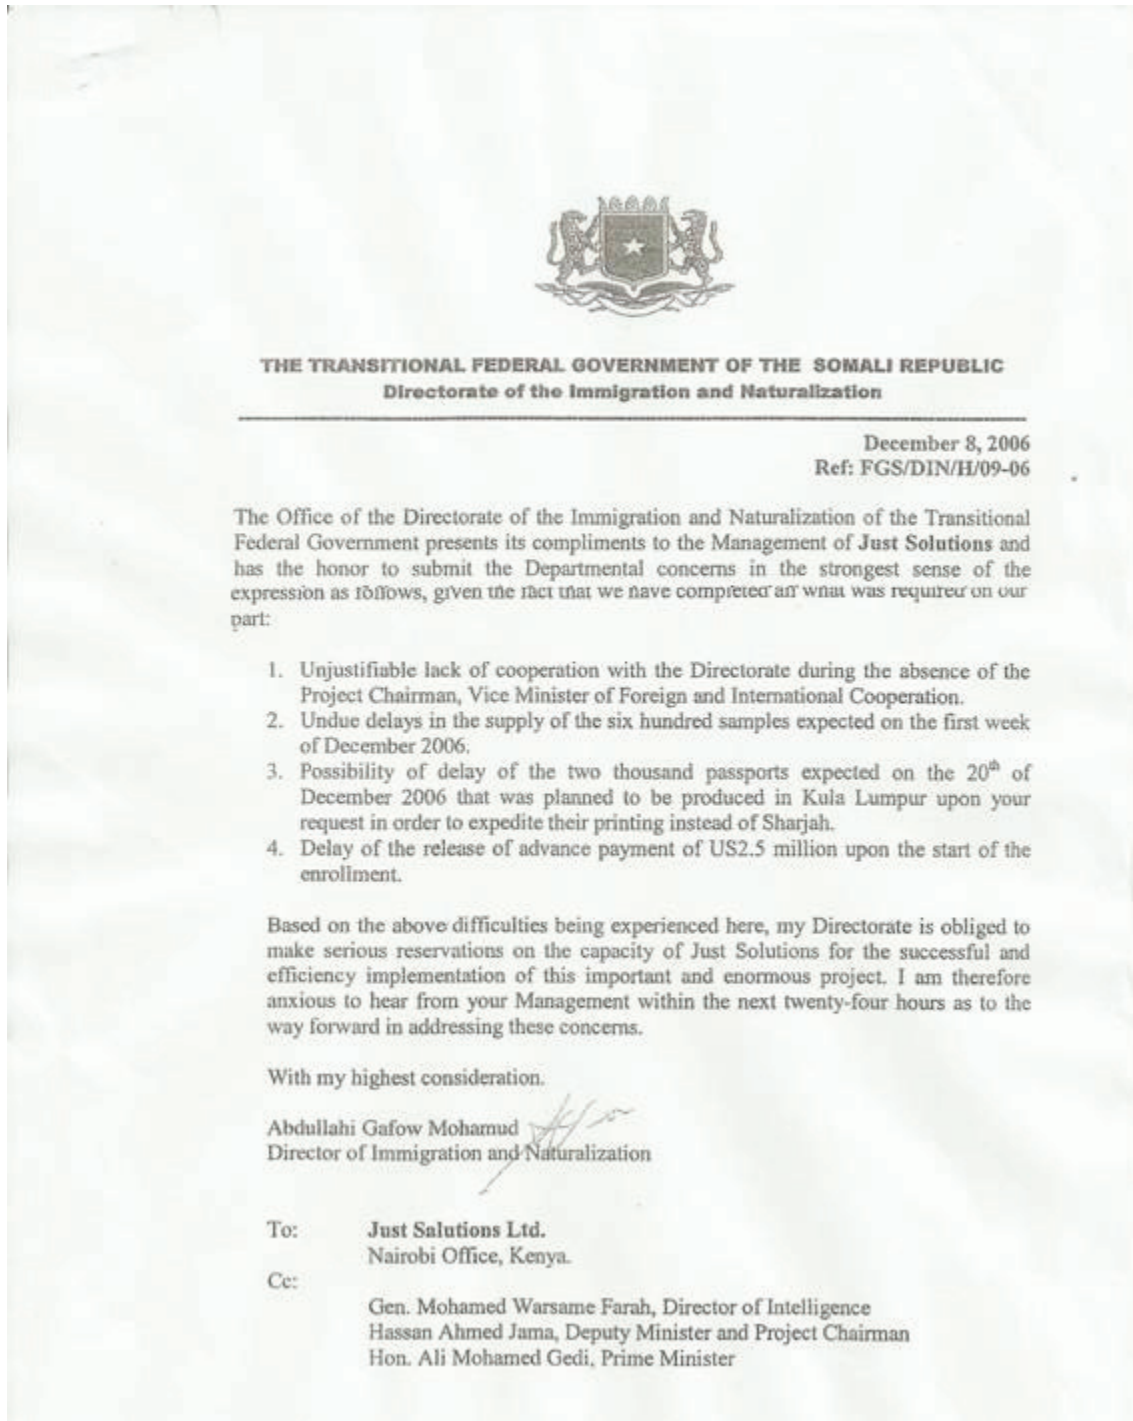 THE TRANSITIONAL FEDERAL GOVERNMENT OF THE SOMALI REPUBLIC
Directorate of the Immigration and Naturalization
December 8, 2006
Ref: FGS/DIN/H/09-06
The Office of the Directorate of the Immigration and Naturalization of the Transitional
Federal Government presents its compliments to the Management of Just Solutions and
has the honor to submit the Departmental concerns in the strongest sense of the
expression as follows, given the fact that we have completed all what was required on our
part:
1. Unjustifiable lack of cooperation with the Directorate during the absence of the
Project Chairman, Vice Minister of Foreign and International Cooperation.
2. Undue delays in the supply of the six hundred samples expected on the first week
of December 2006.
3. Possibility of delay of the two thousand passports expected on the 20th of
December 2006 that was planned to be produced in Kula Lumpur upon your
request in order to expedite their printing instead of Sharjah.
4. Delay of the release of advance payment of US2.5 million upon the start of the
enrollment.
Based on the above difficulties being experienced here, my Directorate is obliged to
make serious reservations on the capacity of Just Solutions for the successful and
efficiency implementation of this important and enormous project. I am therefore
anxious to hear from your Management within the next twenty-four hours as to the
way forward in addressing these concerns.
With my highest consideration.
Abdullahi Gafow Mohamud
Director of Immigration and Naturalization
To: Just Salutions Ltd.
Nairobi Office, Kenya.
Cc:
Gen. Mohamed Warsame Farah, Director of Intelligence
Hassan Ahmed Jama, Deputy Minister and Project Chairman
Hon. Ali Mohamed Gedi, Prime Minister